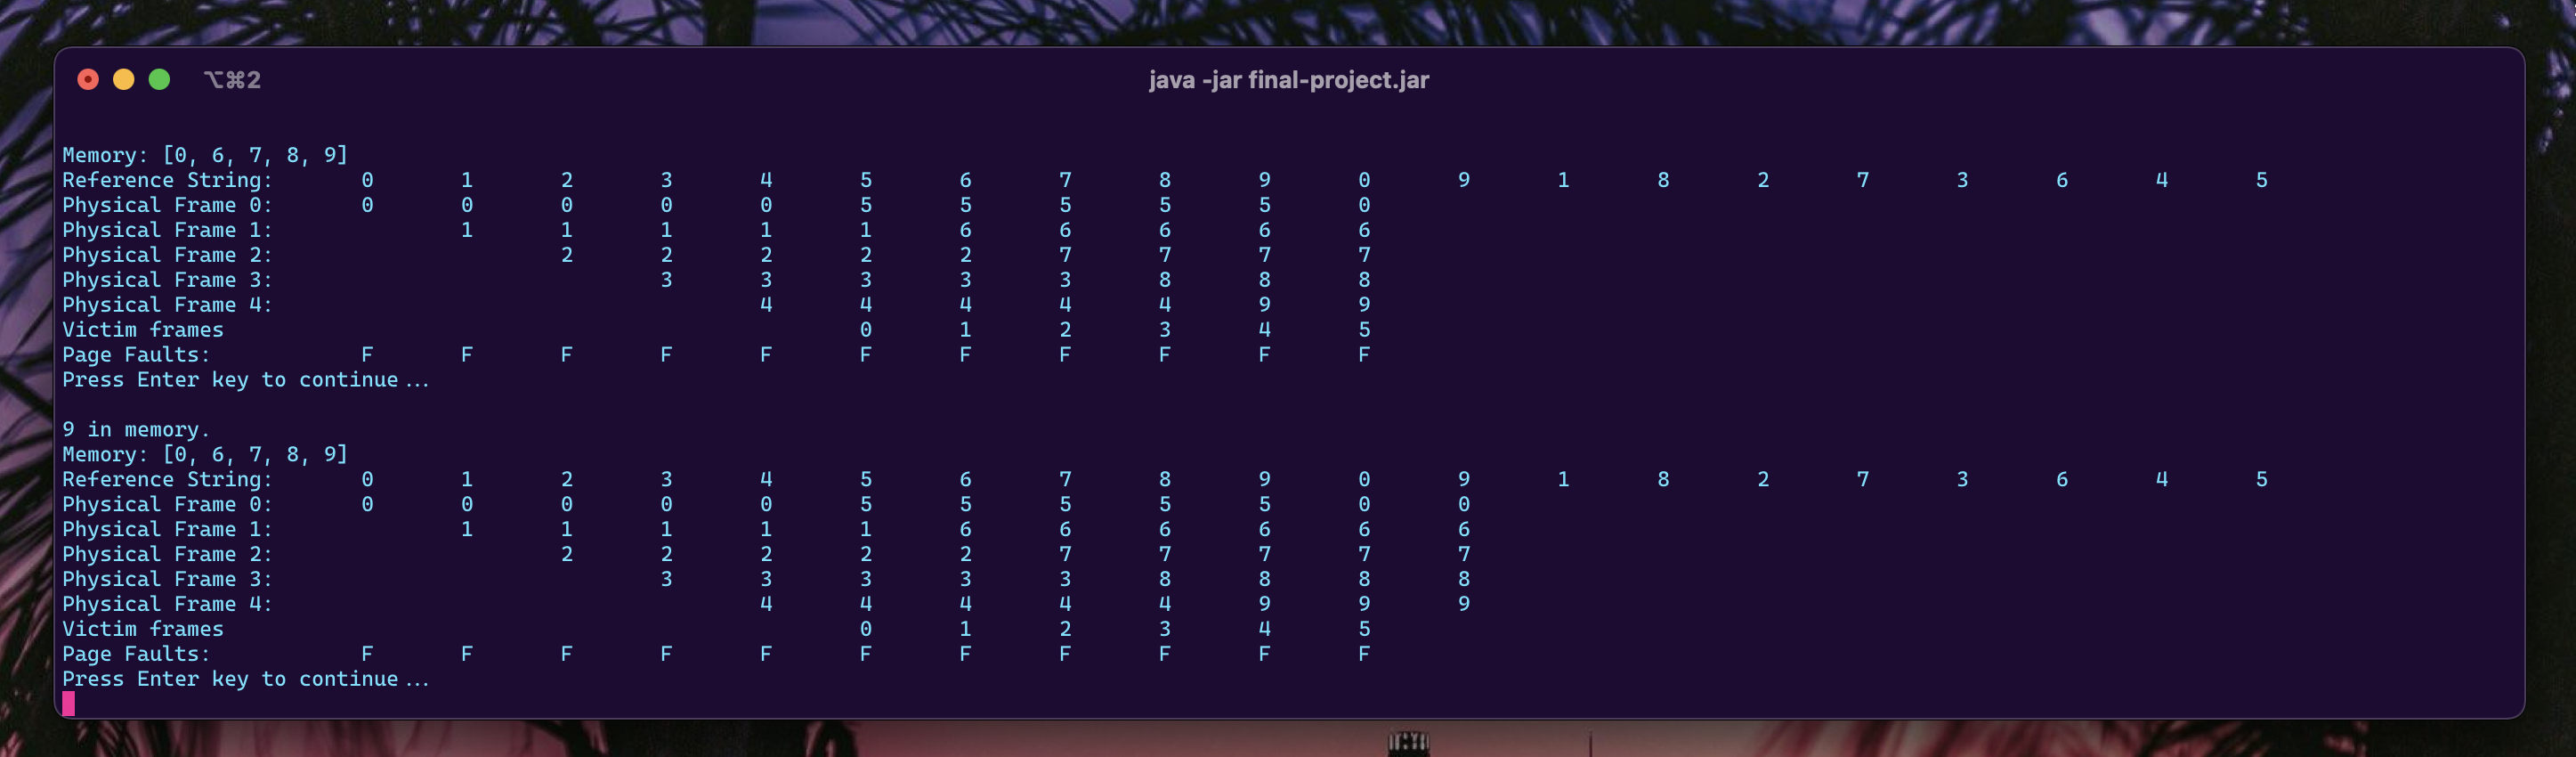 ⌥⌘2 java -jar final-project.jar
Memory: [0, 6, 7, 8, 9]
Reference String: 0 1 2 3 4 5 6 7 8 9 0 9 1 8 2 7 3 6 4 5
Physical Frame 0: 0 0 0 0 0 5 5 5 5 5 0
Physical Frame 1: 1 1 1 1 1 6 6 6 6 6
Physical Frame 2: 2 2 2 2 2 7 7 7 7
Physical Frame 3: 3 3 3 3 3 8 8 8
Physical Frame 4: 4 4 4 4 4 9 9
Victim frames 0 1 2 3 4 5
Page Faults: F F F F F F F F F F F
Press Enter key to continue...
9 in memory.
Memory: [0, 6, 7, 8, 9]
Reference String: 0 1 2 3 4 5 6 7 8 9 0 9 1 8 2 7 3 6 4 5
Physical Frame 0: 0 0 0 0 0 5 5 5 5 5 0 0
Physical Frame 1: 1 1 1 1 1 6 6 6 6 6 6
Physical Frame 2: 2 2 2 2 2 7 7 7 7 7
Physical Frame 3: 3 3 3 3 3 8 8 8 8
Physical Frame 4: 4 4 4 4 4 9 9 9
Victim frames 0 1 2 3 4 5
Page Faults: F F F F F F F F F F F
Press Enter key to continue...